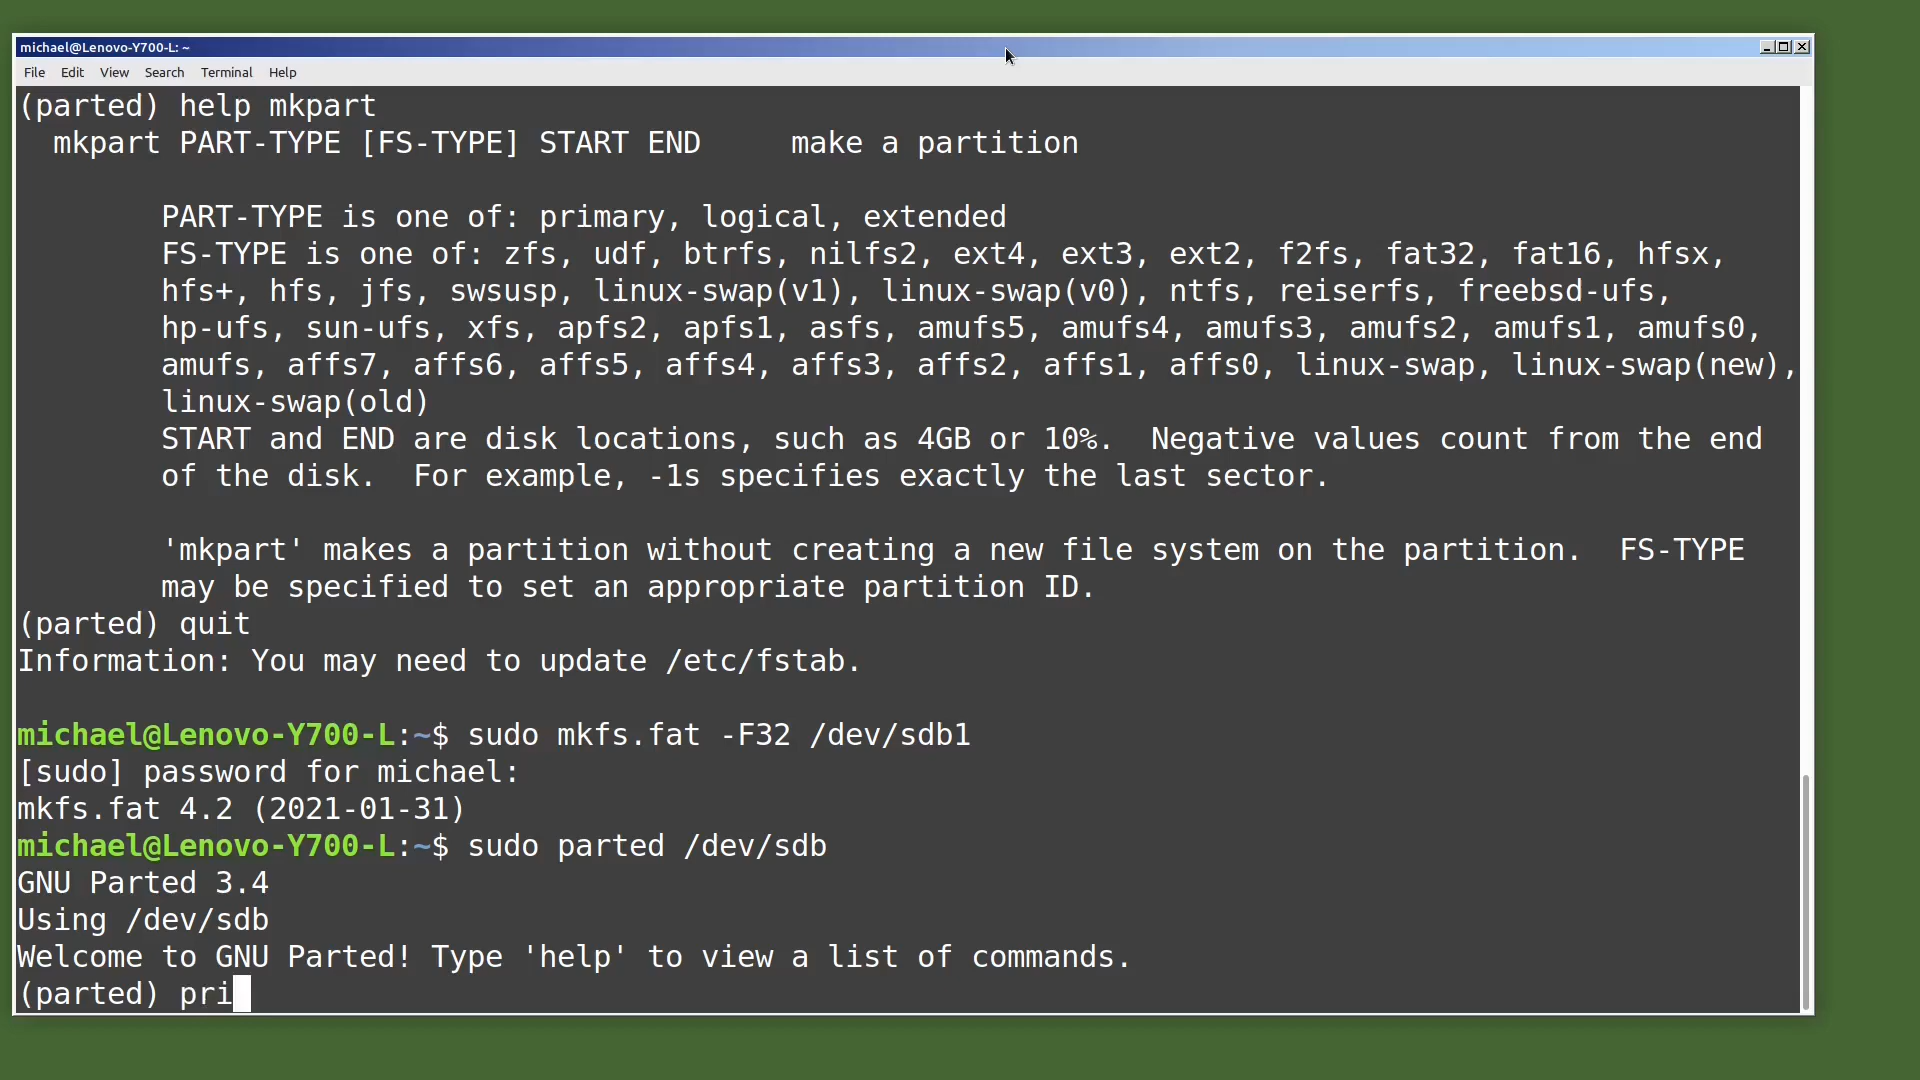 michael@Lenovo-Y700-L: ~
File Edit View Search Terminal Help
(parted) help mkpart
  mkpart PART-TYPE [FS-TYPE] START END     make a partition

        PART-TYPE is one of: primary, logical, extended
        FS-TYPE is one of: zfs, udf, btrfs, nilfs2, ext4, ext3, ext2, f2fs, fat32, fat16, hfsx,
        hfs+, hfs, jfs, swsusp, linux-swap(v1), linux-swap(v0), ntfs, reiserfs, freebsd-ufs,
        hp-ufs, sun-ufs, xfs, apfs2, apfs1, asfs, amufs5, amufs4, amufs3, amufs2, amufs1, amufs0,
        amufs, affs7, affs6, affs5, affs4, affs3, affs2, affs1, affs0, linux-swap, linux-swap(new),
        linux-swap(old)
        START and END are disk locations, such as 4GB or 10%.  Negative values count from the end
        of the disk.  For example, -1s specifies exactly the last sector.

        'mkpart' makes a partition without creating a new file system on the partition.  FS-TYPE
        may be specified to set an appropriate partition ID.
(parted) quit
Information: You may need to update /etc/fstab.

michael@Lenovo-Y700-L:~$ sudo mkfs.fat -F32 /dev/sdb1
[sudo] password for michael:
mkfs.fat 4.2 (2021-01-31)
michael@Lenovo-Y700-L:~$ sudo parted /dev/sdb
GNU Parted 3.4
Using /dev/sdb
Welcome to GNU Parted! Type 'help' to view a list of commands.
(parted) pri